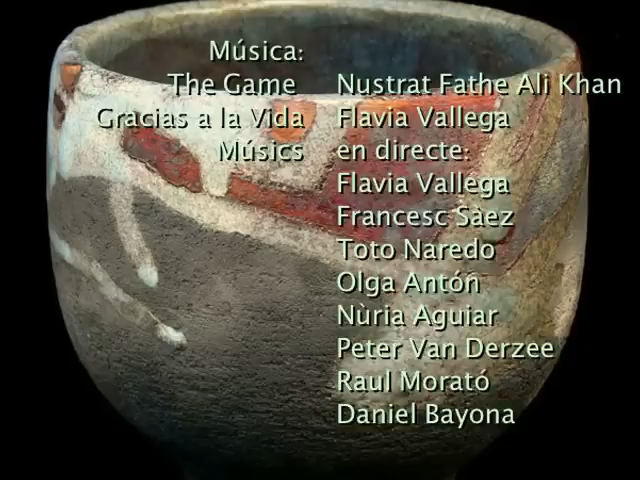 Música:
The Game Nustrat Fathe Ali Khan
Gracias a la Vida Flavia Vallega
Músics en directe:
Flavia Vallega
Francesc Sàez
Toto Naredo
Olga Antón
Nùria Aguiar
Peter Van Derzee
Raul Morató
Daniel Bayona